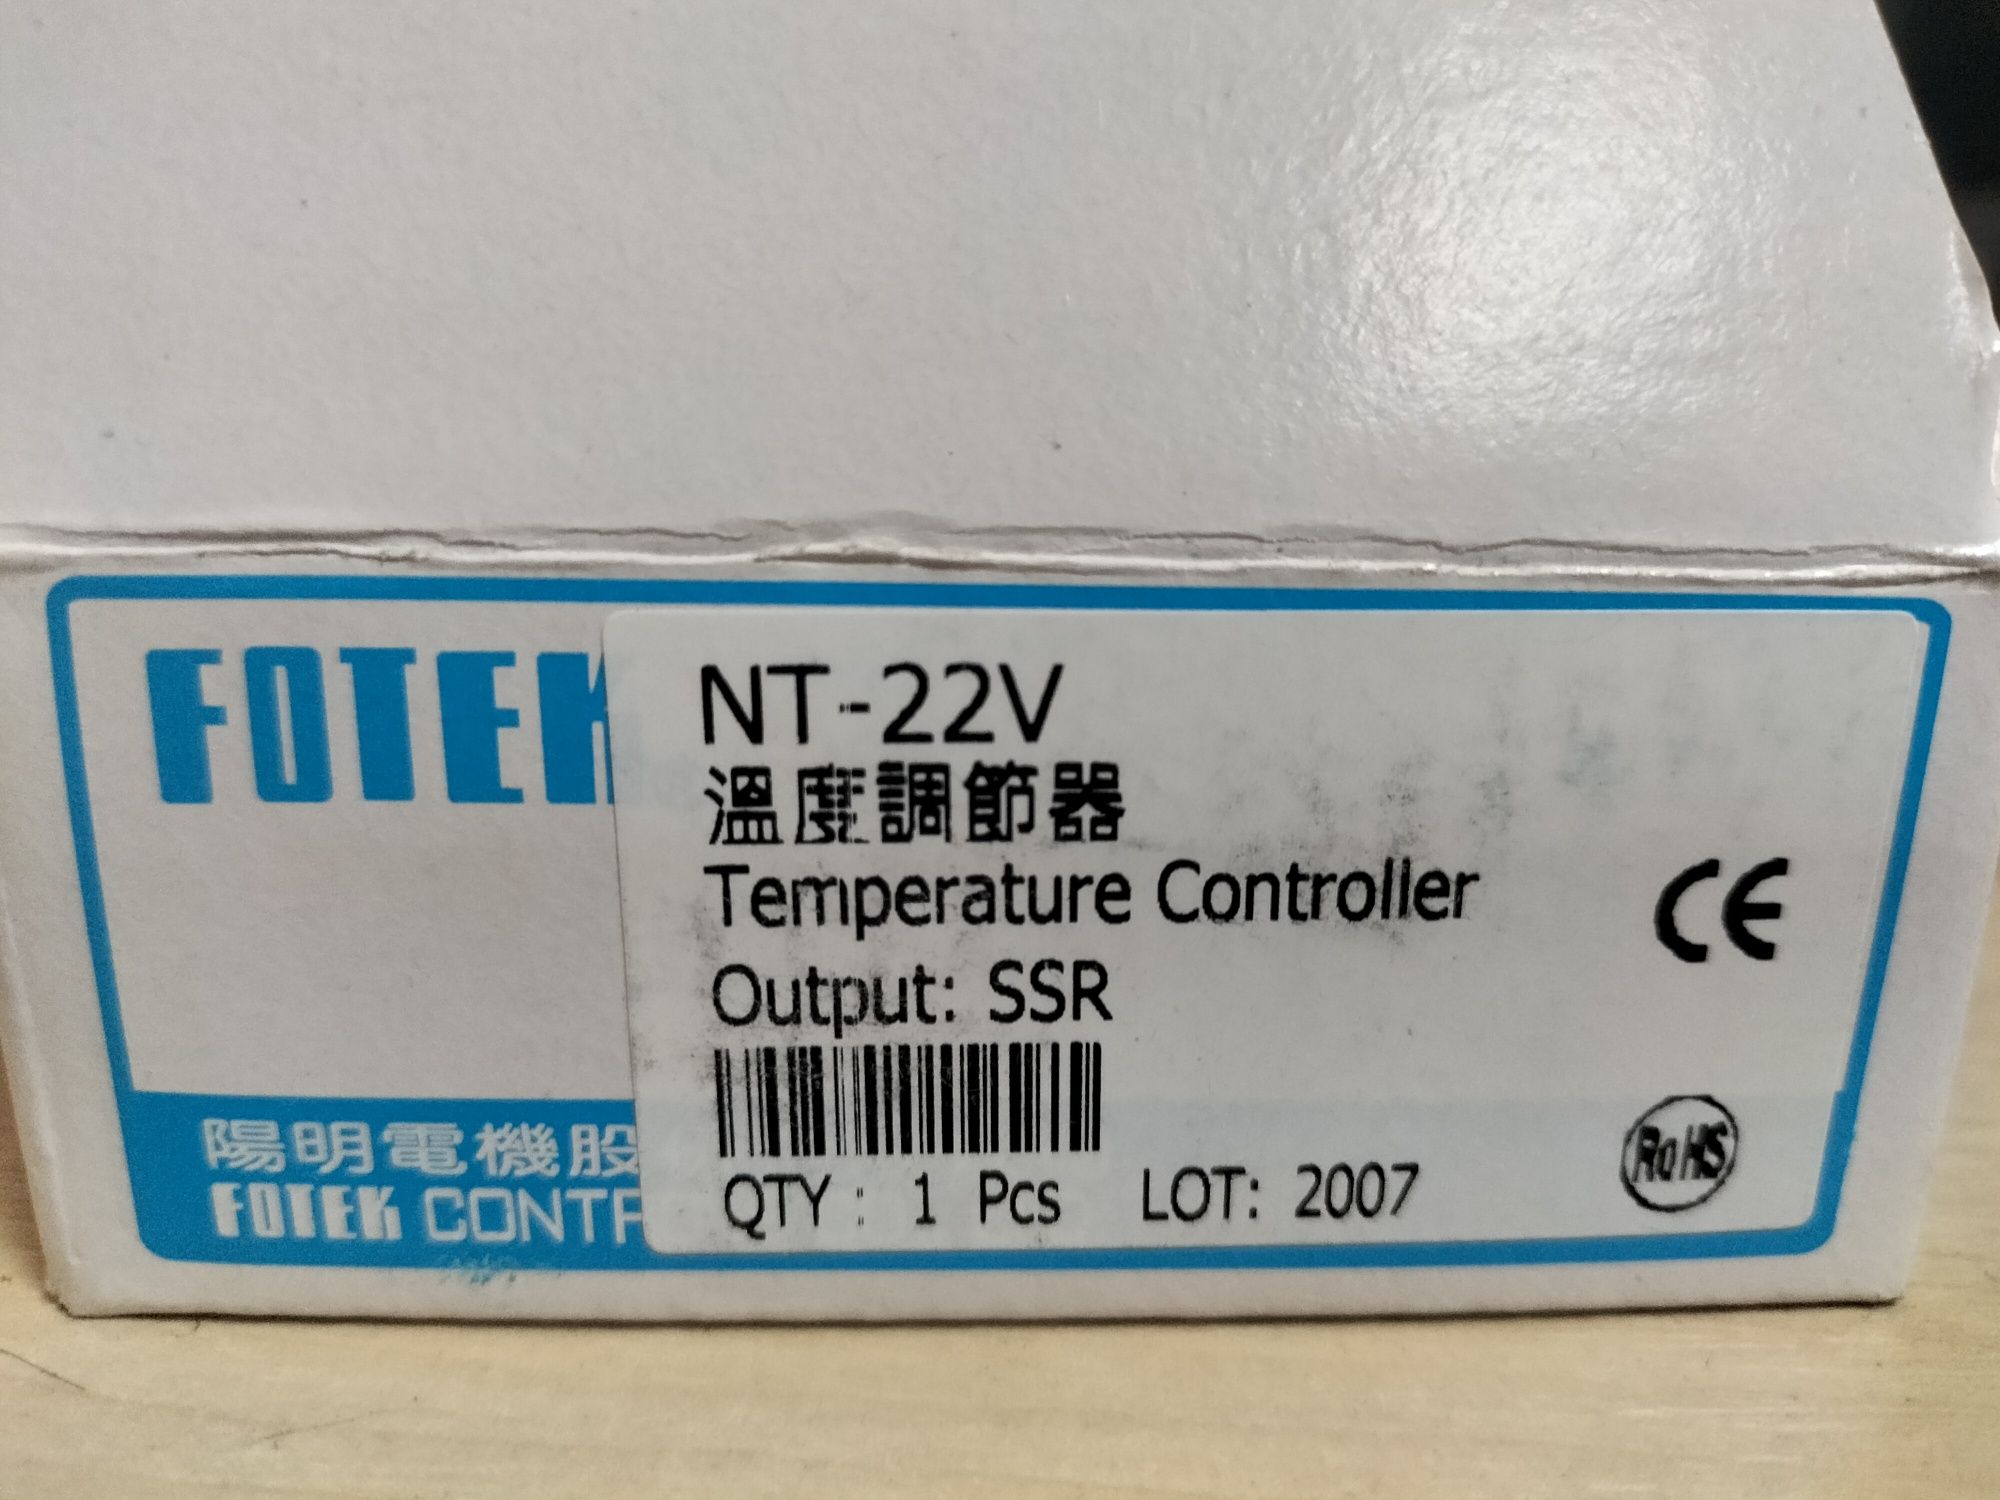 FOTEK
NT-22V
溫度調節器
Temperature Controller
CE
Output: SSR
QTY : 1 Pcs LOT: 2007
RoHS
陽明電機股
FOTEK CONTR